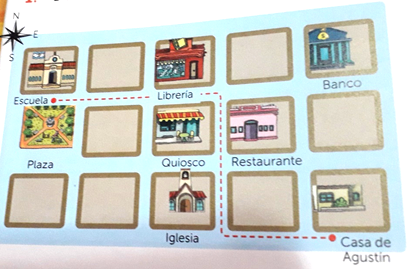 N
E
S
Banco
Escuela
Librería
Plaza
Quiosco
Restaurante
Iglesia
Casa de
Agustín